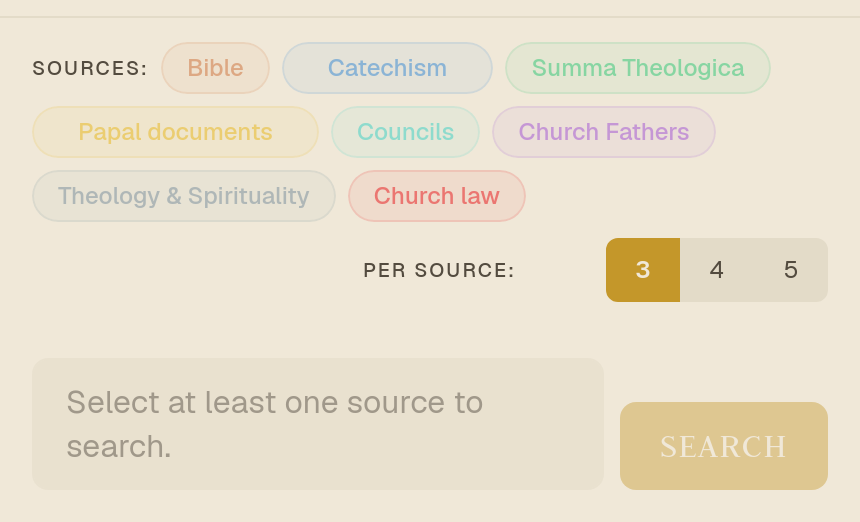 SOURCES: Bible Catechism Summa Theologica
Papal documents Councils Church Fathers
Theology & Spirituality Church law
PER SOURCE: 3 4 5
Select at least one source to
search.
SEARCH